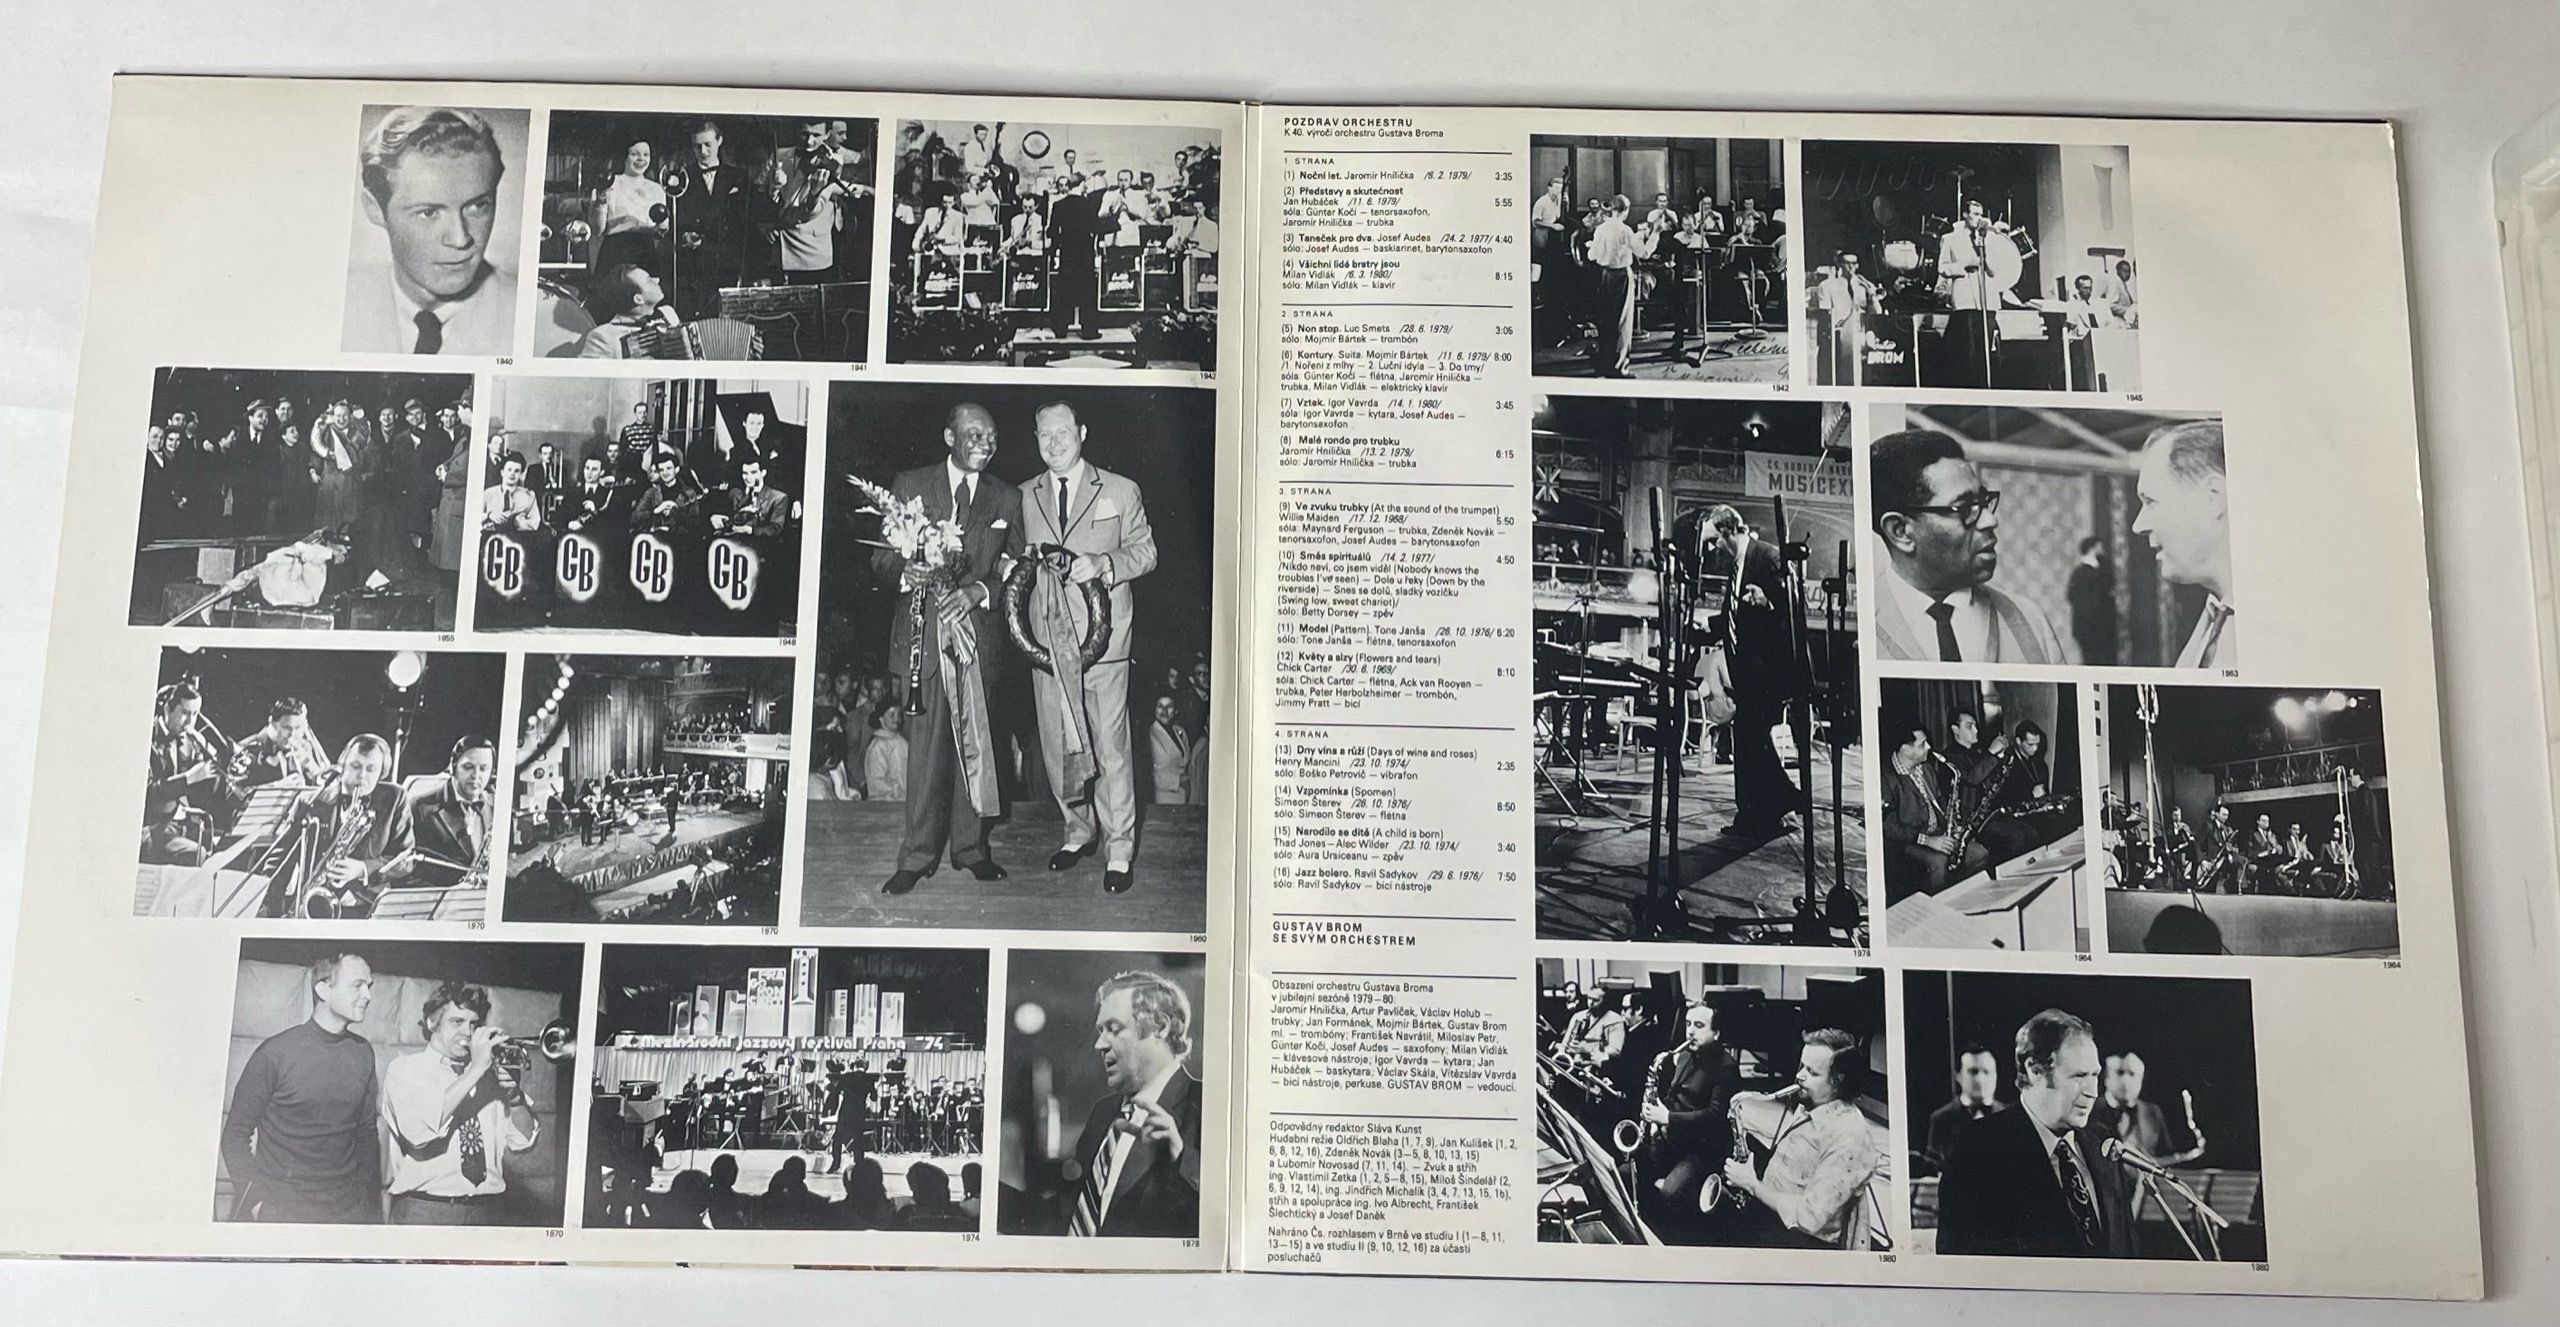 1940
1941
1942
1955
1946
1960
1970
1970
GB GB GB GB
X. Mezinárodní Jazzový festival Praha '74
1970
1974
1978
POZDRAV ORCHESTRU
K 40. výročí orchestru Gustava Broma
1. STRANA
(1) Noční let. Jaromír Hnilička /6. 2. 1979/ 3:35
(2) Představy a skutečnost
Jan Hubáček /11. 6. 1979/ 5:55
sóla: Günter Kočí — tenorsaxofon,
Jaromír Hnilička — trubka
(3) Taneček pro dva. Josef Audes /24. 2. 1977/ 4:40
sólo: Josef Audes — basklarinet, barytonsaxofon
(4) Všichni lidé bratry jsou
Milan Vidlák /6. 3. 1980/ 8:15
sólo: Milan Vidlák — klavír
2. STRANA
(5) Non stop. Luc Smets /28. 6. 1979/ 3:05
sólo: Mojmír Bártek — trombón
(6) Kontury. Suita. Mojmír Bártek /11. 6. 1979/ 8:00
/1. Noření z mlhy — 2. Luční idyla — 3. Do tmy/
sóla: Günter Kočí — flétna, Jaromír Hnilička —
trubka, Milan Vidlák — elektrický klavír
(7) Vztek. Igor Vavrda /14. 1. 1980/ 3:45
sóla: Igor Vavrda — kytara, Josef Audes —
barytonsaxofon
(8) Malé rondo pro trubku
Jaromír Hnilička /13. 2. 1979/ 6:15
sólo: Jaromír Hnilička — trubka
3. STRANA
(9) Ve zvuku trubky (At the sound of the trumpet)
Willie Maiden /17. 12. 1968/ 5:50
sóla: Maynard Ferguson — trubka, Zdeněk Novák —
tenorsaxofon, Josef Audes — barytonsaxofon
(10) Směs spirituálů /14. 2. 1977/ 4:50
/Nikdo neví, co jsem viděl (Nobody knows the
troubles I've seen) — Dole u řeky (Down by the
riverside) — Snes se dolů, sladký vozíčku
(Swing low, sweet chariot)/
sólo: Betty Dorsey — zpěv
(11) Model (Pattern). Tone Janša /26. 10. 1976/ 6:20
sólo: Tone Janša — flétna, tenorsaxofon
(12) Květy a slzy (Flowers and tears)
Chick Carter /30. 6. 1969/ 8:10
sóla: Chick Carter — flétna, Ack van Rooyen —
trubka, Peter Herbolzheimer — trombón,
Jimmy Pratt — bicí
4. STRANA
(13) Dny vína a růží (Days of wine and roses)
Henry Mancini /23. 10. 1974/ 2:35
sólo: Boško Petrovič — vibrafon
(14) Vzpomínka (Spomen)
Simeon Šterev /26. 10. 1976/ 8:50
sólo: Simeon Šterev — flétna
(15) Narodilo se dítě (A child is born)
Thad Jones—Alec Wilder /23. 10. 1974/ 3:40
sólo: Aura Ursiceanu — zpěv
(16) Jazz bolero. Ravil Sadykov /29. 6. 1976/ 7:50
sólo: Ravil Sadykov — bicí nástroje
GUSTAV BROM
SE SVÝM ORCHESTREM
Obsazení orchestru Gustava Broma
v jubilejní sezóně 1979—80:
Jaromír Hnilička, Artur Pavlíček, Václav Holub —
trubky; Jan Formánek, Mojmír Bártek, Gustav Brom
ml. — trombóny; František Navrátil, Miloslav Petr,
Günter Kočí, Josef Audes — saxofony; Milan Vidlák
— klávesové nástroje; Igor Vavrda — kytara; Jan
Hubáček — baskytara; Václav Skála, Vítězslav Vavrda
— bicí nástroje, perkuse. GUSTAV BROM — vedoucí.
Odpovědný redaktor Sláva Kunst
Hudební režie Oldřich Blaha (1, 7, 9), Jan Kulíšek (1, 2,
6, 8, 12, 16), Zdeněk Novák (3—5, 8, 10, 13, 15)
a Lubomír Novosad (7, 11, 14). — Zvuk a střih
ing. Vlastimil Zetka (1, 2, 5—8, 15), Miloš Šindelář (2,
6, 9, 12, 14), ing. Jindřich Michalík (3, 4, 7, 13, 15, 16),
střih a spolupráce ing. Ivo Albrecht, František
Šlechtický a Josef Daněk
Nahráno Čs. rozhlasem v Brně ve studiu I (1—8, 11,
13—15) a ve studiu II (9, 10, 12, 16) za účasti
posluchačů
1942
BROM
1945
MUSICEX
1978
1963
1964
1964
1980
1980